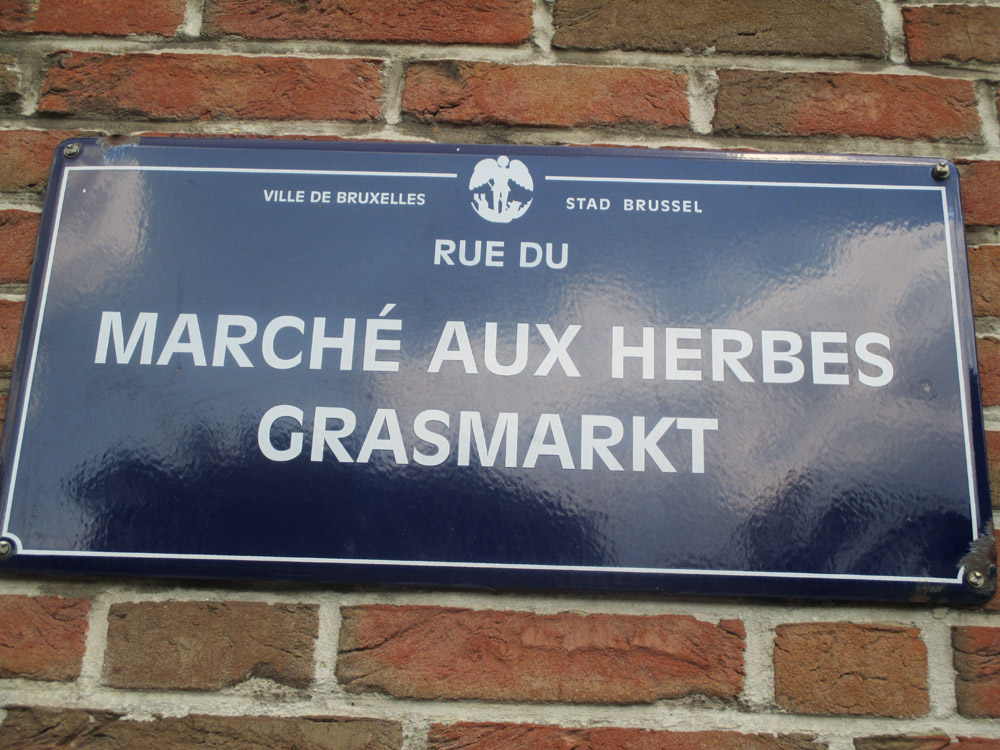 VILLE DE BRUXELLES STAD BRUSSEL
RUE DU
MARCHÉ AUX HERBES
GRASMARKT